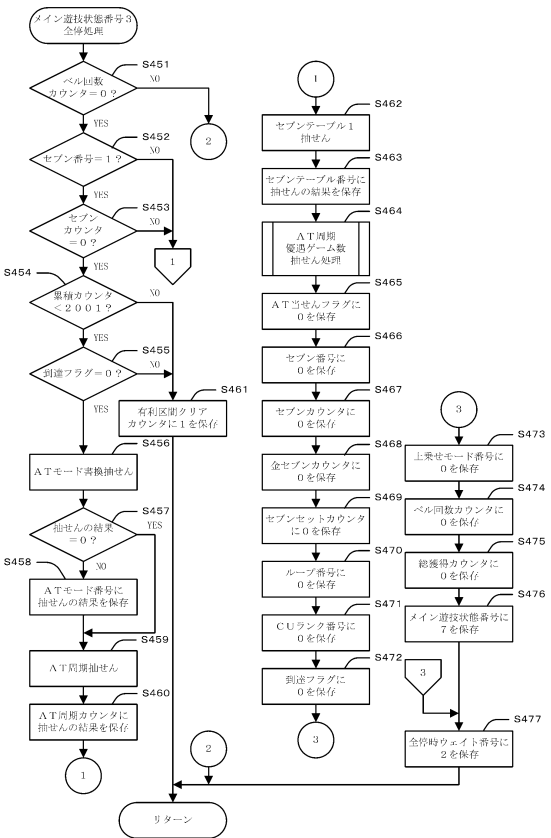 メイン遊技状態番号3
全停処理
S451
ベル回数
カウンタ=0?
NO
YES
2
S452
セブン番号=1?
NO
YES
S453
セブン
カウンタ
=0?
NO
YES
1
S454
累積カウンタ
<2001?
NO
YES
S455
到達フラグ=0?
NO
YES
S461
有利区間クリア
カウンタに1を保存
S456
ATモード書換抽せん
S457
抽せんの結果
=0?
YES
NO
S458
ATモード番号に
抽せんの結果を保存
S459
AT周期抽せん
S460
AT周期カウンタに
抽せんの結果を保存
1
1
S462
セブンテーブル1
抽せん
S463
セブンテーブル番号に
抽せんの結果を保存
S464
AT周期
優遇ゲーム数
抽せん処理
S465
AT当せんフラグに
0を保存
S466
セブン番号に
0を保存
S467
セブンカウンタに
0を保存
S468
金セブンカウンタに
0を保存
S469
セブンセットカウンタ
に0を保存
S470
ループ番号に
0を保存
S471
CUランク番号に
0を保存
S472
到達フラグに
0を保存
3
3
S473
上乗せモード番号に
0を保存
S474
ベル回数カウンタに
0を保存
S475
総獲得カウンタに
0を保存
S476
メイン遊技状態番号に
7を保存
3
S477
全停時ウェイト番号に
2を保存
2
リターン